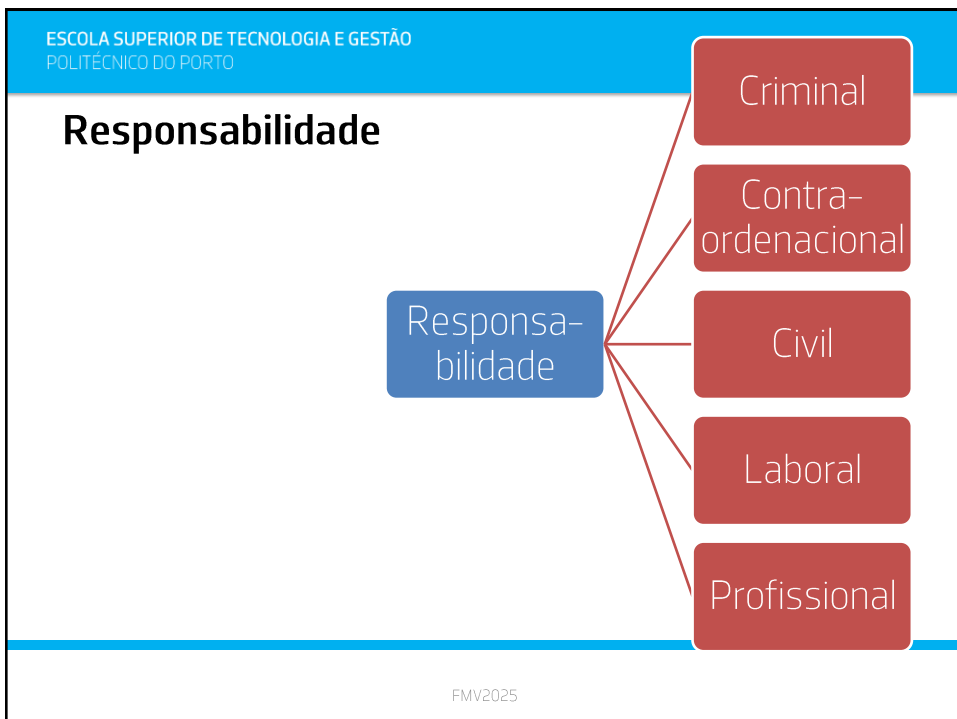 ESCOLA SUPERIOR DE TECNOLOGIA E GESTÃO
POLITÉCNICO DO PORTO
Responsabilidade
Responsa-
bilidade
Criminal
Contra-
ordenacional
Civil
Laboral
Profissional
FMV2025